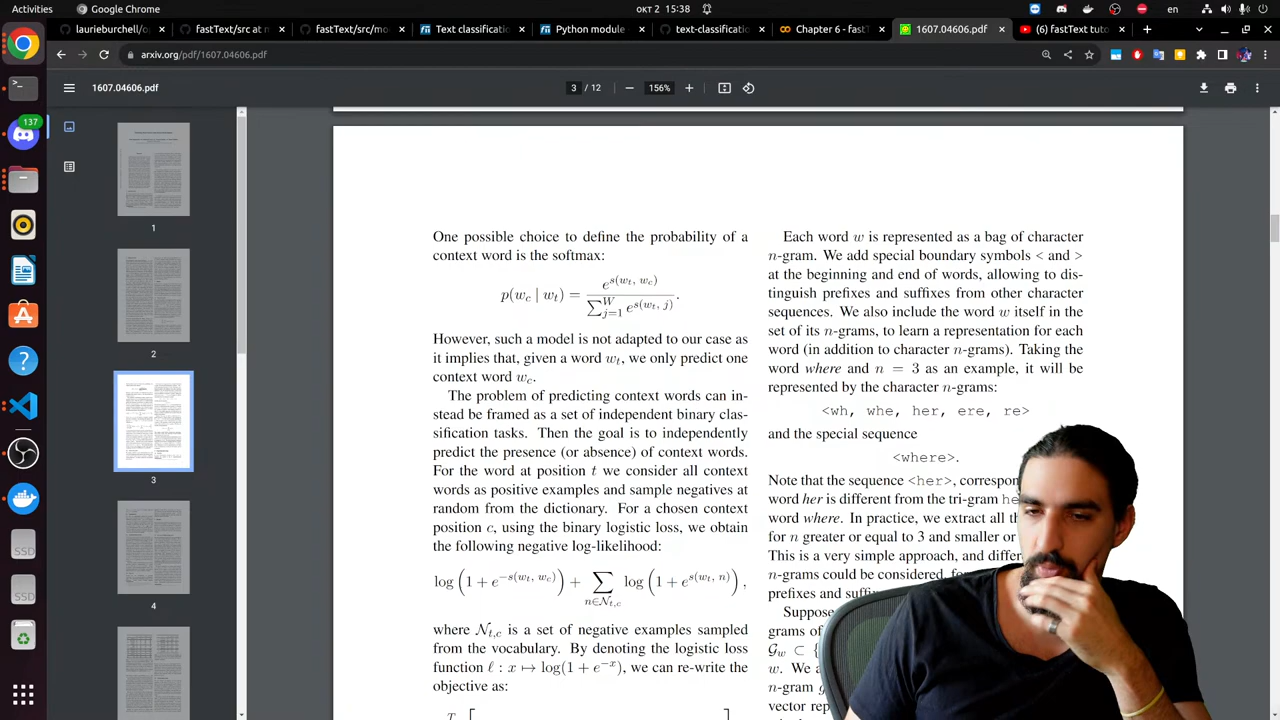 Activities
Google Chrome
окт 2 15:38
en
laurieburchell/op
fastText/src at m
fastText/src/mo
Text classificatio
Python module
text-classificatio
Chapter 6 - fast
1607.04606.pdf
(6) fastText tuto
arxiv.org/pdf/1607.04606.pdf
1607.04606.pdf
3 / 12
156%
137
1
2
3
4
SSD
SSD
One possible choice to define the probability of a
context word is the softmax:
p(w_c | w_t) = e^{s(w_t, w_c)} / ∑_{j=1}^{W} e^{s(w_t, j)}.
However, such a model is not adapted to our case as
it implies that, given a word w_t, we only predict one
context word w_c.
The problem of predicting context words can in-
stead be framed as a set of independent binary clas-
sification tasks. Then the goal is to independently
predict the presence (or absence) of context words.
For the word at position t we consider all context
words as positive examples and sample negatives at
random from the dictionary. For a chosen context
position c, using the binary logistic loss, we obtain
the following negative log-likelihood:
log (1 + e^{-s(w_t, w_c)}) + ∑_{n∈N_{t,c}} log (1 + e^{s(w_t, n)}),
where N_{t,c} is a set of negative examples sampled
from the vocabulary. By denoting the logistic loss
function ℓ : x ↦ log(1 + e^{-x}), we can re-write the
objective as:
T [ ]
Each word w is represented as a bag of character
n-gram. We add special boundary symbols < and >
at the beginning and end of words, allowing to dis-
tinguish prefixes and suffixes from other character
sequences. We also include the word w itself in the
set of its n-grams, to learn a representation for each
word (in addition to character n-grams). Taking the
word where and n = 3 as an example, it will be
represented by the character n-grams:
<wh, whe, her, ere, re>
and the special sequence
<where>.
Note that the sequence <her>, correspon
word her is different from the tri-gram he
word where. In practice, we extract all th
for n greater or equal to 3 and smaller or
This is a very simple approach, and differ
n-grams could be considered, for
prefixes and suffi
Suppose
grams of
G_w ⊂
w. We
n-gram
vector rep